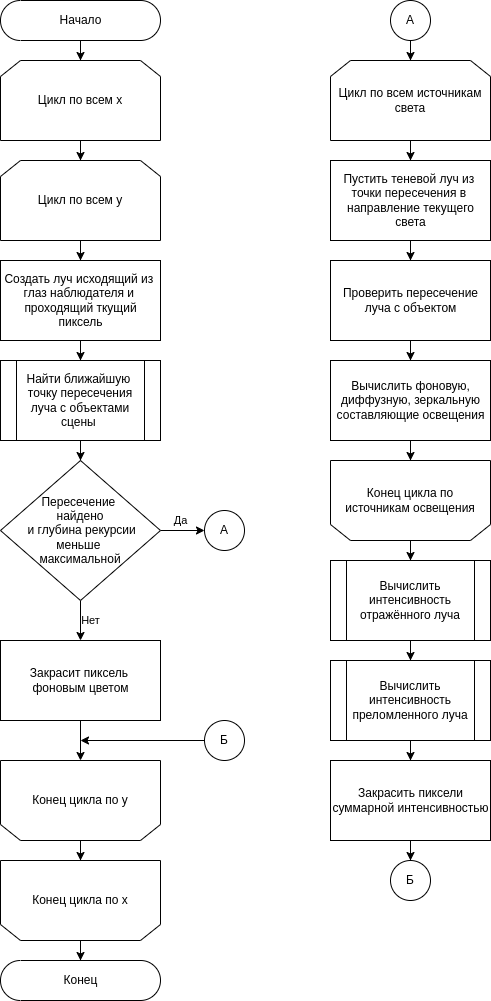 Начало
Цикл по всем x
Цикл по всем y
Создать луч исходящий из
глаз наблюдателя и
проходящий ткущий
пиксель
Найти ближайшую
точку пересечения
луча с объектами
сцены
Пересечение
найдено
и глубина рекурсии
меньше
максимальной
Да
А
Нет
Закрасит пиксель
фоновым цветом
Б
Конец цикла по y
Конец цикла по x
Конец
А
Цикл по всем источникам
света
Пустить теневой луч из
точки пересечения в
направление текущего
света
Проверить пересечение
луча с объектом
Вычислить фоновую,
диффузную, зеркальную
составляющие освещения
Конец цикла по
источникам освещения
Вычислить
интенсивность
отражённого луча
Вычислить
интенсивность
преломленного луча
Закрасить пиксели
суммарной интенсивностью
Б